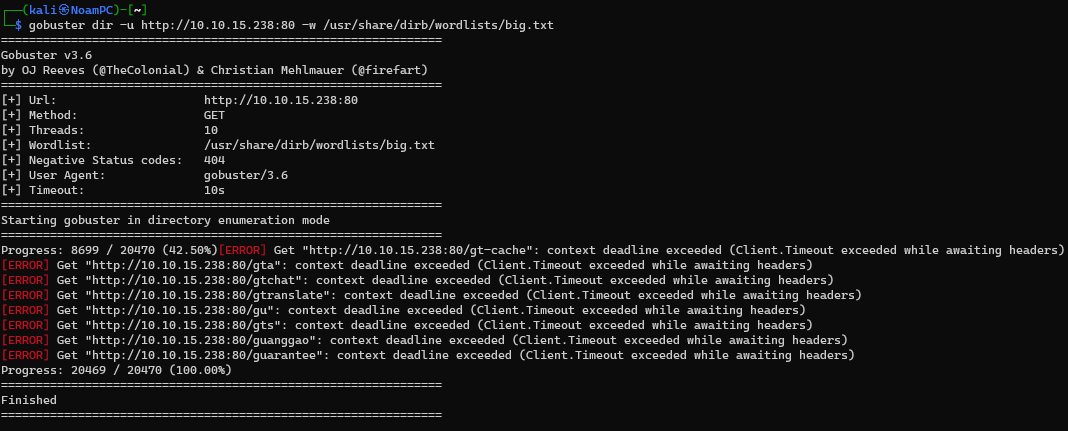 ┌──(kali㉿NoamPC)-[~]
└─$ gobuster dir -u http://10.10.15.238:80 -w /usr/share/dirb/wordlists/big.txt
===============================================================
Gobuster v3.6
by OJ Reeves (@TheColonial) & Christian Mehlmauer (@firefart)
===============================================================
[+] Url:                     http://10.10.15.238:80
[+] Method:                  GET
[+] Threads:                 10
[+] Wordlist:                /usr/share/dirb/wordlists/big.txt
[+] Negative Status codes:   404
[+] User Agent:              gobuster/3.6
[+] Timeout:                 10s
===============================================================
Starting gobuster in directory enumeration mode
===============================================================
Progress: 8699 / 20470 (42.50%)[ERROR] Get "http://10.10.15.238:80/gt-cache": context deadline exceeded (Client.Timeout exceeded while awaiting headers)
[ERROR] Get "http://10.10.15.238:80/gta": context deadline exceeded (Client.Timeout exceeded while awaiting headers)
[ERROR] Get "http://10.10.15.238:80/gtchat": context deadline exceeded (Client.Timeout exceeded while awaiting headers)
[ERROR] Get "http://10.10.15.238:80/gtranslate": context deadline exceeded (Client.Timeout exceeded while awaiting headers)
[ERROR] Get "http://10.10.15.238:80/gu": context deadline exceeded (Client.Timeout exceeded while awaiting headers)
[ERROR] Get "http://10.10.15.238:80/gts": context deadline exceeded (Client.Timeout exceeded while awaiting headers)
[ERROR] Get "http://10.10.15.238:80/guanggao": context deadline exceeded (Client.Timeout exceeded while awaiting headers)
[ERROR] Get "http://10.10.15.238:80/guarantee": context deadline exceeded (Client.Timeout exceeded while awaiting headers)
Progress: 20469 / 20470 (100.00%)
===============================================================
Finished
===============================================================